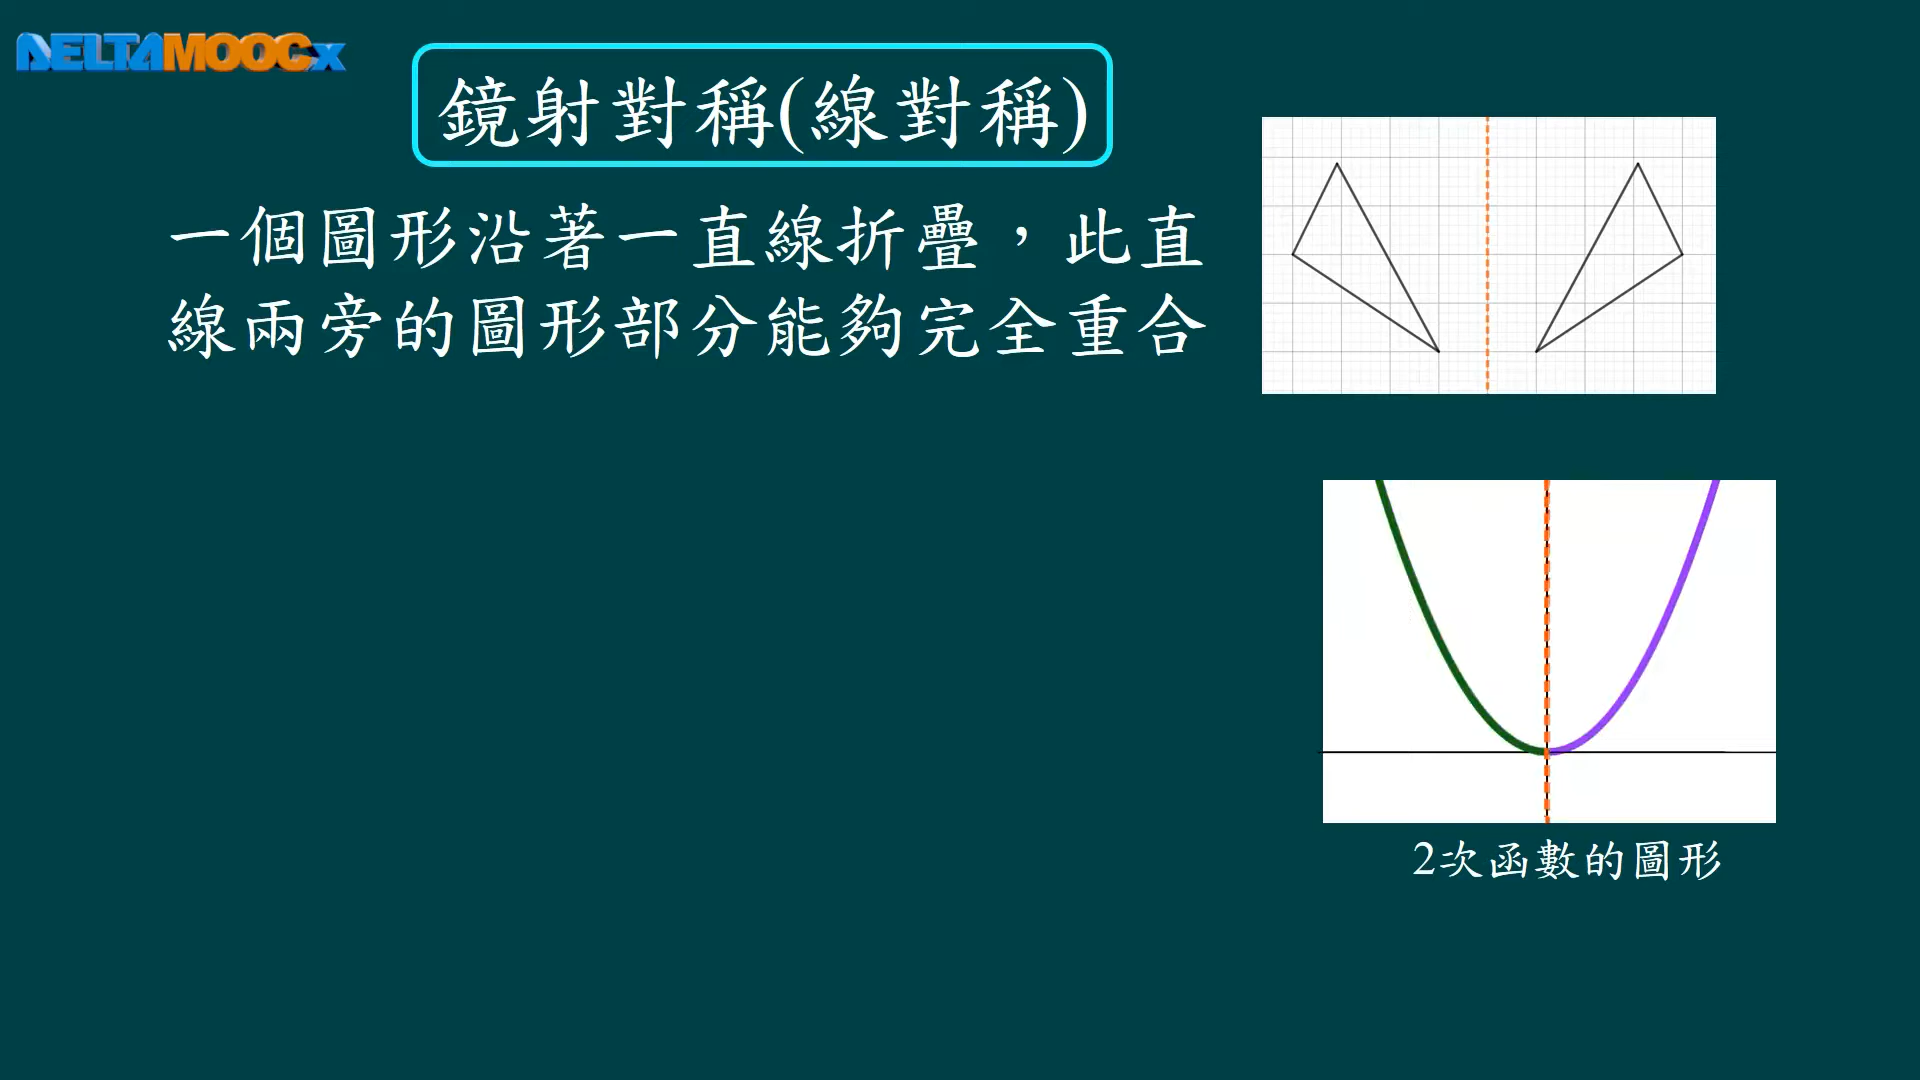 DELTAMOOCx
鏡射對稱(線對稱)
一個圖形沿著一直線折疊，此直
線兩旁的圖形部分能夠完全重合
2次函數的圖形